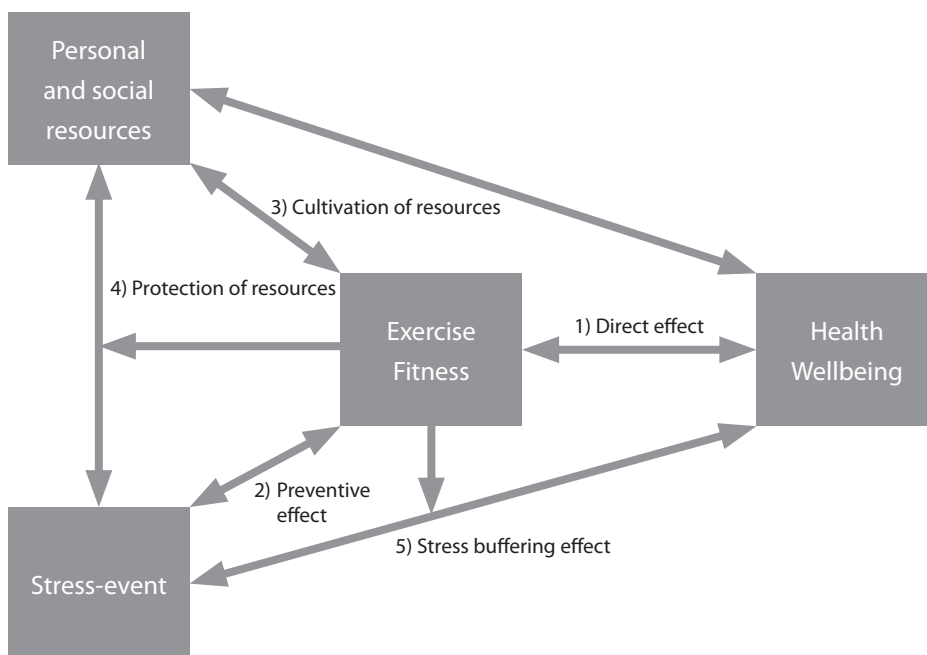 Personal
and social
resources
3) Cultivation of resources
4) Protection of resources
Exercise
Fitness
1) Direct effect
Health
Wellbeing
2) Preventive
effect
5) Stress buffering effect
Stress-event